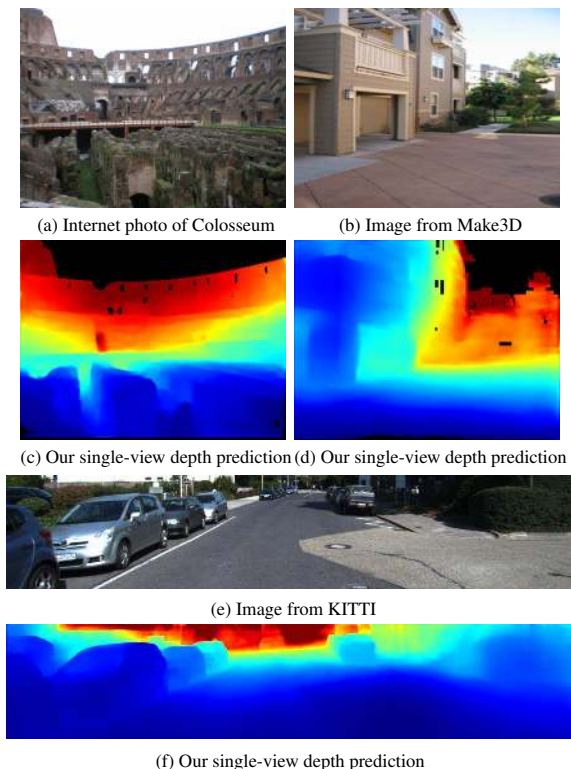 (a) Internet photo of Colosseum
(b) Image from Make3D
(c) Our single-view depth prediction
(d) Our single-view depth prediction
(e) Image from KITTI
(f) Our single-view depth prediction